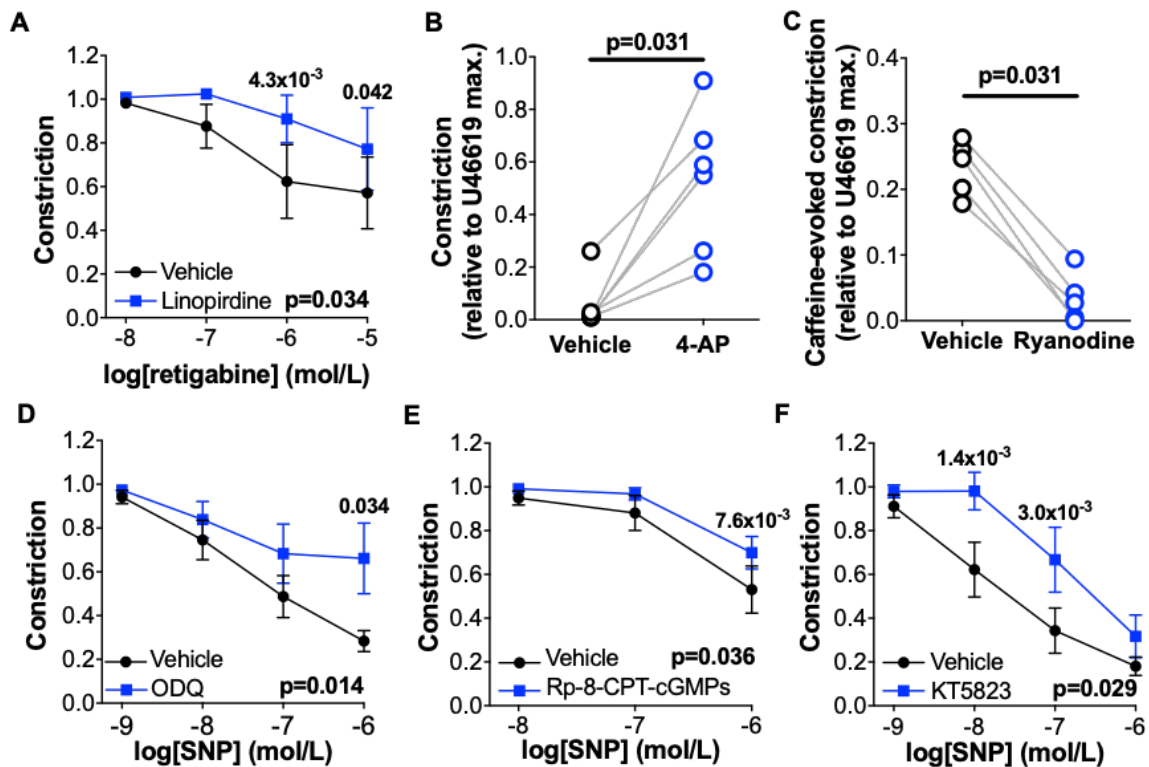 A
Constriction
1.2
1.0
0.8
0.6
0.4
0.2
0.0
4.3x10-3
0.042
Vehicle
Linopirdine
p=0.034
-8 -7 -6 -5
log[retigabine] (mol/L)
B
Constriction
(relative to U46619 max.)
1.0
0.8
0.6
0.4
0.2
0.0
p=0.031
Vehicle 4-AP
C
Caffeine-evoked constriction
(relative to U46619 max.)
0.4
0.3
0.2
0.1
0.0
p=0.031
Vehicle Ryanodine
D
Constriction
1.2
1.0
0.8
0.6
0.4
0.2
0.0
0.034
Vehicle
ODQ
p=0.014
-9 -8 -7 -6
log[SNP] (mol/L)
E
Constriction
1.2
1.0
0.8
0.6
0.4
0.2
0.0
7.6x10-3
Vehicle
p=0.036
Rp-8-CPT-cGMPs
-8 -7 -6
log[SNP] (mol/L)
F
Constriction
1.2
1.0
0.8
0.6
0.4
0.2
0.0
1.4x10-3
3.0x10-3
Vehicle
KT5823
p=0.029
-9 -8 -7 -6
log[SNP] (mol/L)